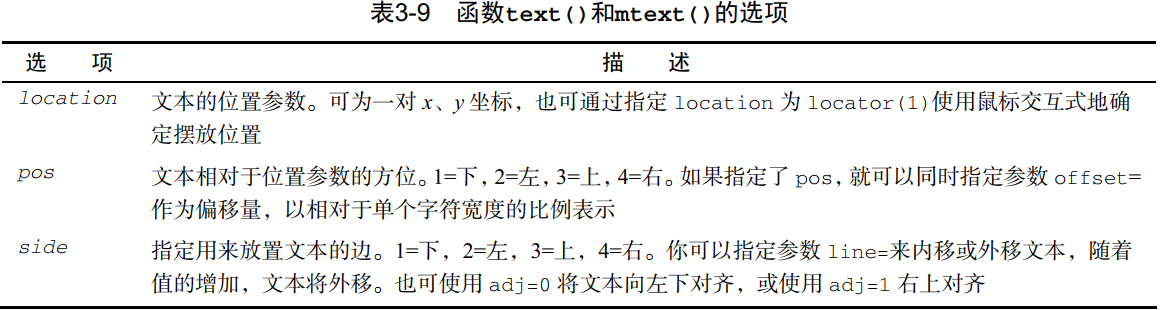 表3-9 函数text()和mtext()的选项
选 项 描 述
location 文本的位置参数。可为一对 x、y 坐标，也可通过指定 location 为 locator(1)使用鼠标交互式地确
定摆放位置
pos 文本相对于位置参数的方位。1=下，2=左，3=上，4=右。如果指定了 pos，就可以同时指定参数 offset=
作为偏移量，以相对于单个字符宽度的比例表示
side 指定用来放置文本的边。1=下，2=左，3=上，4=右。你可以指定参数 line=来内移或外移文本，随着
值的增加，文本将外移。也可使用 adj=0 将文本向左下对齐，或使用 adj=1 右上对齐